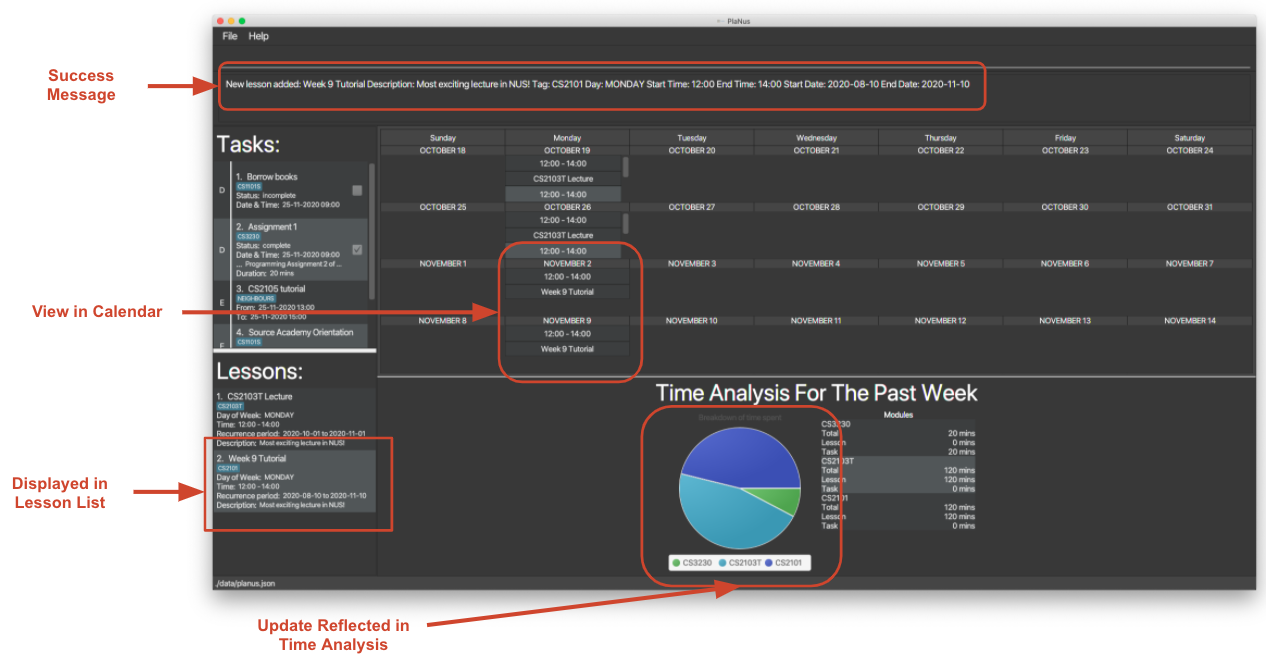 PlaNus
File Help
Success
Message
New lesson added: Week 9 Tutorial Description: Most exciting lecture in NUS! Tag: CS2101 Day: MONDAY Start Time: 12:00 End Time: 14:00 Start Date: 2020-08-10 End Date: 2020-11-10
Tasks:
D
1. Borrow books
CS1101S
Status: incomplete
Date & Time: 25-11-2020 09:00
D
2. Assignment 1
CS3230
Status: complete
Date & Time: 25-11-2020 09:00
... Programming Assignment 2 of ...
Duration: 20 mins
E
3. CS2105 tutorial
NEIGHBOURS
From: 25-11-2020 13:00
To: 25-11-2020 15:00
4. Source Academy Orientation
CS1101S
Sunday Monday Tuesday Wednesday Thursday Friday Saturday
OCTOBER 18 OCTOBER 19 OCTOBER 20 OCTOBER 21 OCTOBER 22 OCTOBER 23 OCTOBER 24
12:00 - 14:00
CS2103T Lecture
12:00 - 14:00
OCTOBER 25 OCTOBER 26 OCTOBER 27 OCTOBER 28 OCTOBER 29 OCTOBER 30 OCTOBER 31
12:00 - 14:00
CS2103T Lecture
12:00 - 14:00
NOVEMBER 1 NOVEMBER 2 NOVEMBER 3 NOVEMBER 4 NOVEMBER 5 NOVEMBER 6 NOVEMBER 7
12:00 - 14:00
Week 9 Tutorial
NOVEMBER 8 NOVEMBER 9 NOVEMBER 10 NOVEMBER 11 NOVEMBER 12 NOVEMBER 13 NOVEMBER 14
12:00 - 14:00
Week 9 Tutorial
View in Calendar
Lessons:
1. CS2103T Lecture
CS2103T
Day of Week: MONDAY
Time: 12:00 - 14:00
Recurrence period: 2020-10-01 to 2020-11-01
Description: Most exciting lecture in NUS!
2. Week 9 Tutorial
CS2101
Day of Week: MONDAY
Time: 12:00 - 14:00
Recurrence period: 2020-08-10 to 2020-11-10
Description: Most exciting lecture in NUS!
Displayed in
Lesson List
Time Analysis For The Past Week
Breakdown of time spent
CS3230 CS2103T CS2101
Modules
CS3230
Total 20 mins
Lesson 0 mins
Task 20 mins
CS2103T
Total 120 mins
Lesson 120 mins
Task 0 mins
CS2101
Total 120 mins
Lesson 120 mins
Task 0 mins
./data/planus.json
Update Reflected in
Time Analysis